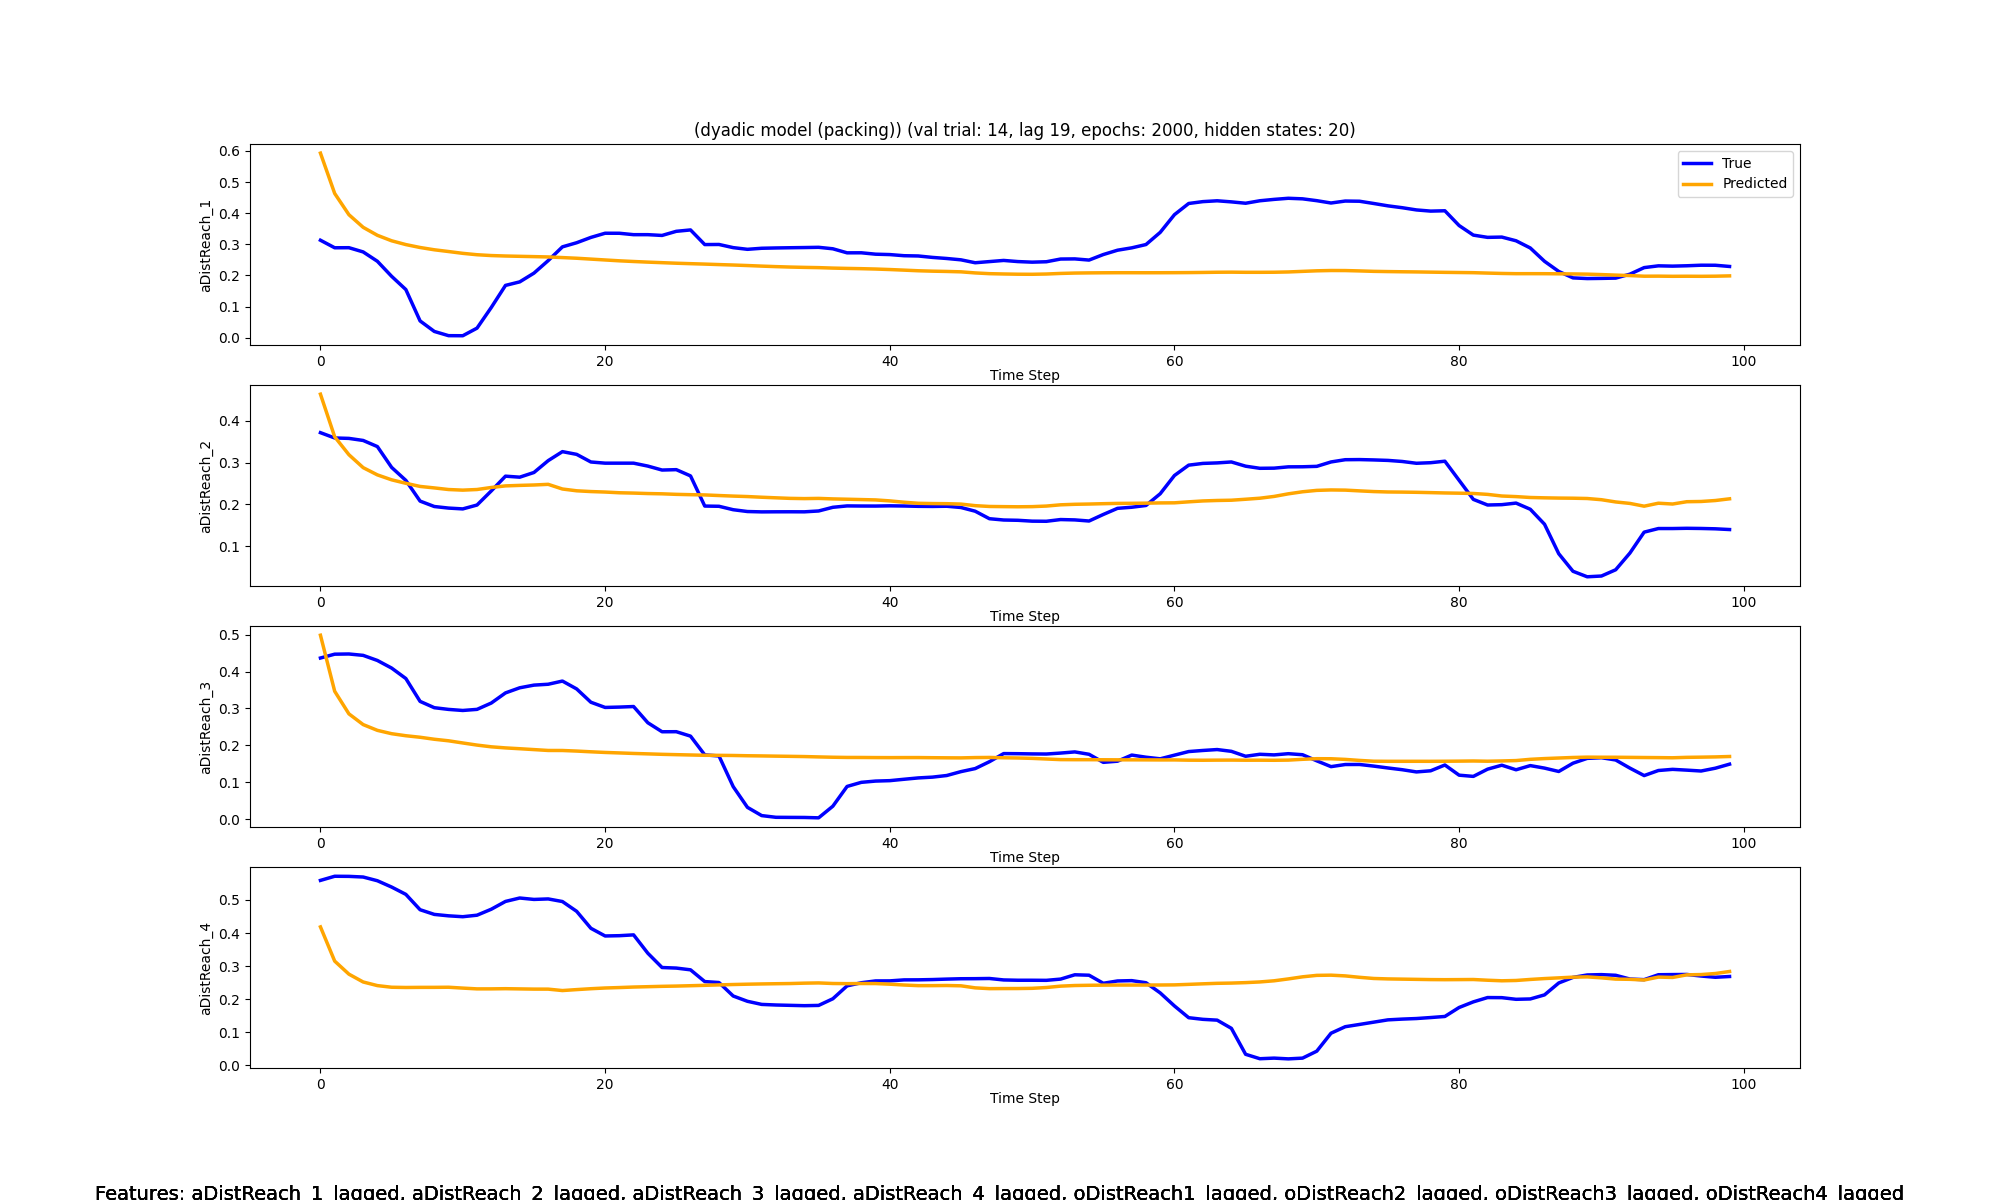 (dyadic model (packing)) (val trial: 14, lag 19, epochs: 2000, hidden states: 20)
True
Predicted
aDistReach_1
0.6
0.5
0.4
0.3
0.2
0.1
0.0
0 20 40 60 80 100
Time Step
aDistReach_2
0.4
0.3
0.2
0.1
0 20 40 60 80 100
Time Step
aDistReach_3
0.5
0.4
0.3
0.2
0.1
0.0
0 20 40 60 80 100
Time Step
aDistReach_4
0.5
0.4
0.3
0.2
0.1
0.0
0 20 40 60 80 100
Time Step
Features: aDistReach_1_lagged, aDistReach_2_lagged, aDistReach_3_lagged, aDistReach_4_lagged, oDistReach1_lagged, oDistReach2_lagged, oDistReach3_lagged, oDistReach4_lagged